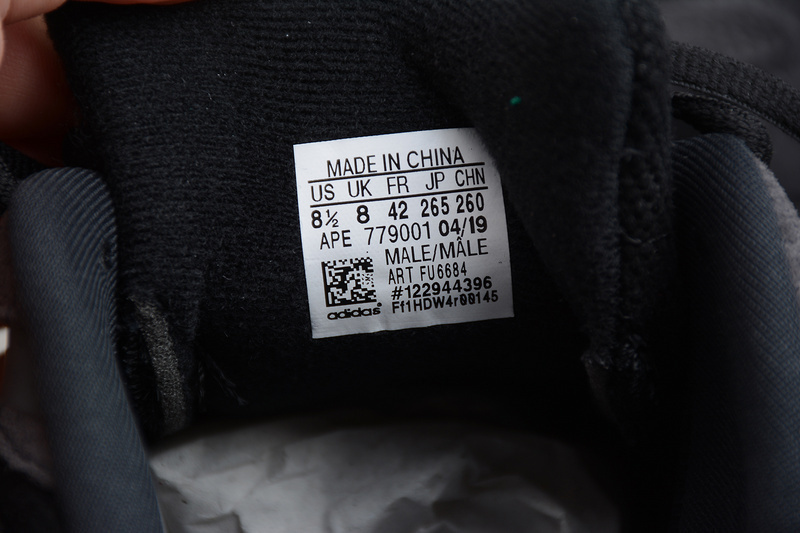 MADE IN CHINA
US UK FR JP CHN
8½ 8 42 265 260
APE 779001 04/19
MALE/MÂLE
ART FU6684
#122944396
Ff1HDW4r00145
adidas